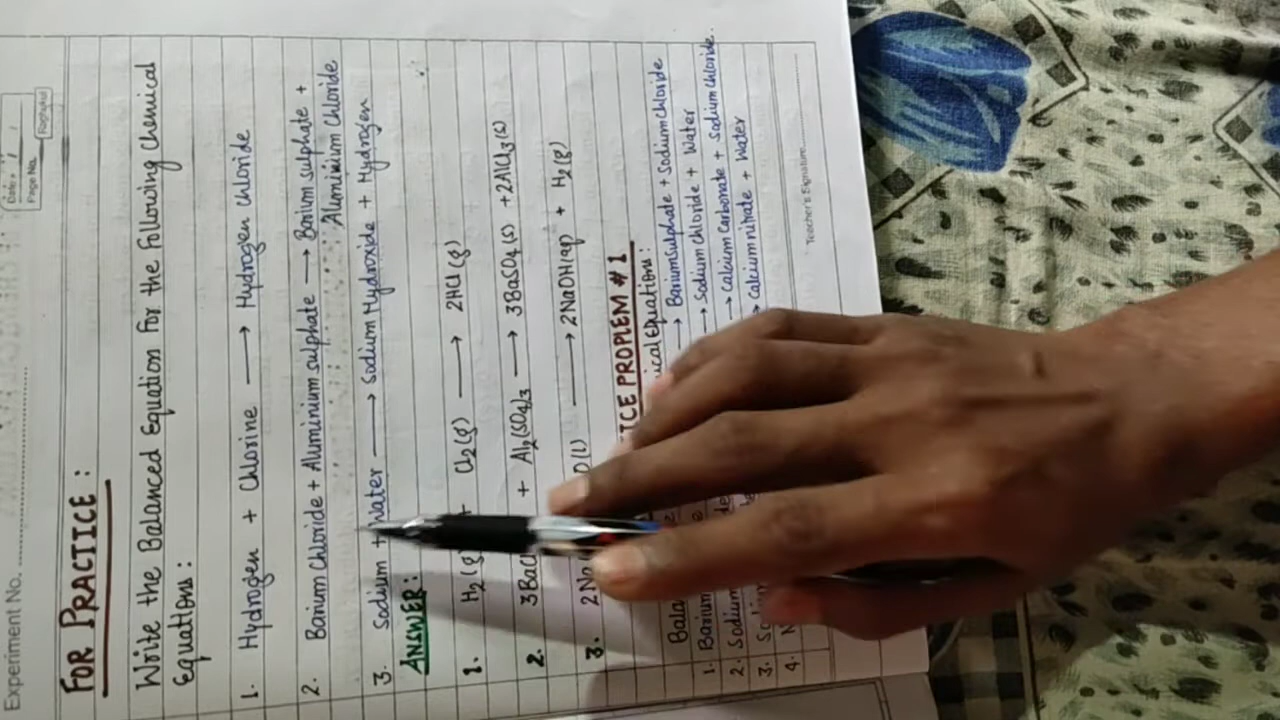 Experiment No.
Date
Page No.
FOR PRACTICE :
Write the Balanced Equation for the Following Chemical
Equations :
1. Hydrogen + Chlorine ⟶ Hydrogen chloride
2. Barium Chloride + Aluminium sulphate ⟶ Barium sulphate +
Aluminium Chloride
3. Sodium + Water ⟶ Sodium Hydroxide + Hydrogen
ANSWER :
1. H₂(g) + Cl₂(g) ⟶ 2HCl(g)
2. 3BaCl + Al₂(SO₄)₃ ⟶ 3BaSO₄(s) + 2AlCl₃(s)
3. 2Na O(l) ⟶ 2NaOH(aq) + H₂(g)
TICE PROPLEM # 1
Bala ical Equations :
1. Barium → Barium sulphate + Sodium chloride
2. Sodium → Sodium chloride + Water
3. → Calcium Carbonate + Sodium chloride.
4. N → Calcium nitrate + Water
Teacher's Signature